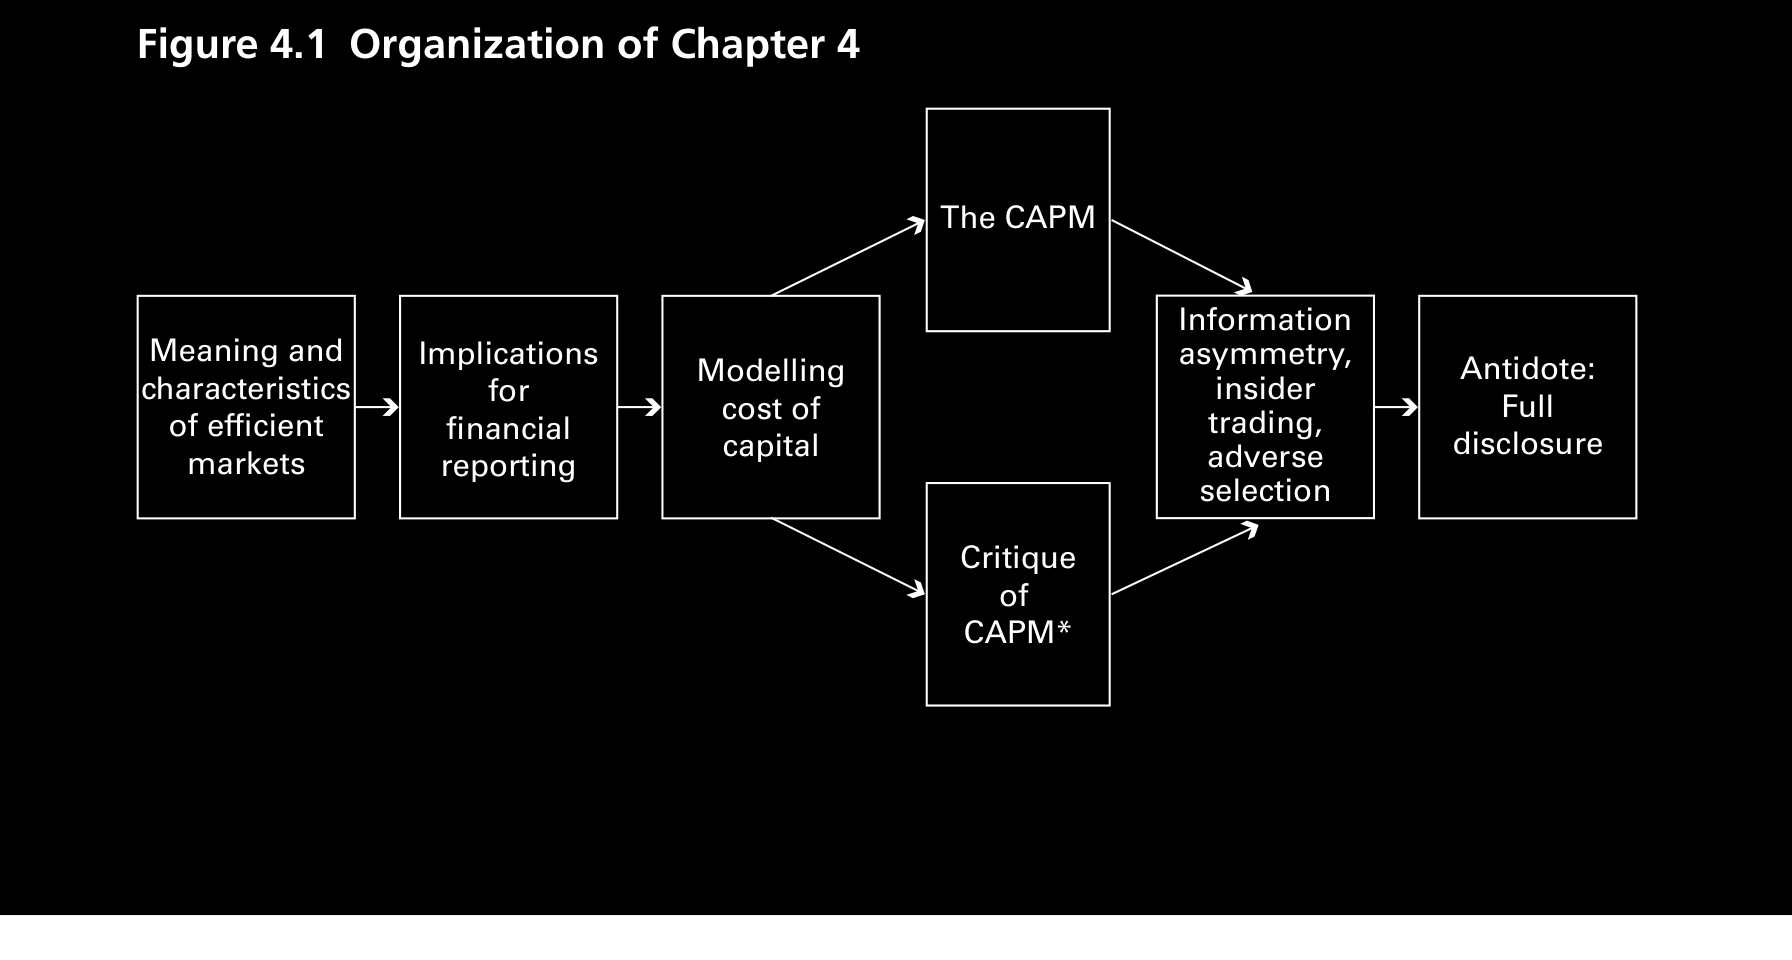 Figure 4.1 Organization of Chapter 4
Meaning and
characteristics
of efficient
markets
Implications
for
financial
reporting
Modelling
cost of
capital
The CAPM
Critique
of
CAPM*
Information
asymmetry,
insider
trading,
adverse
selection
Antidote:
Full
disclosure